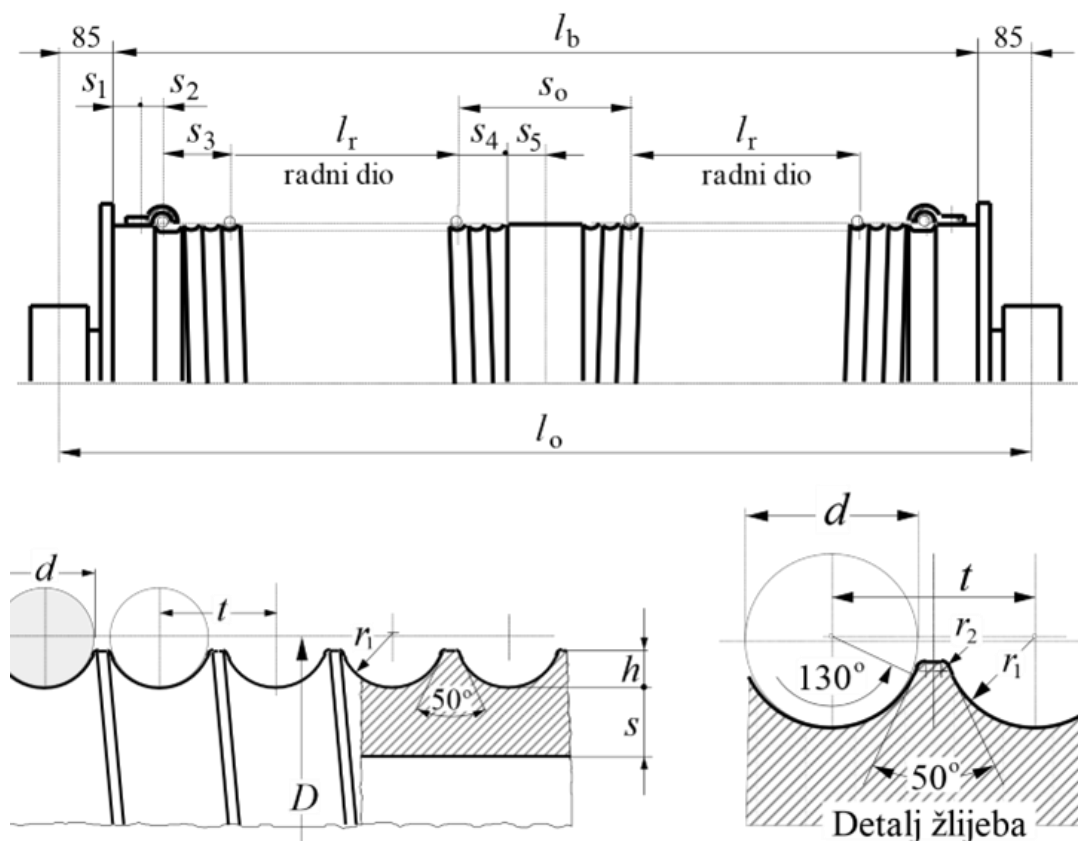 85 l_b 85
s_1 s_2 s_o
s_3 l_r s_4 s_5 l_r
radni dio radni dio
l_o
d t r_1 h
50° s
D
d
t
r_2
130° r_1
50°
Detalj žlijeba